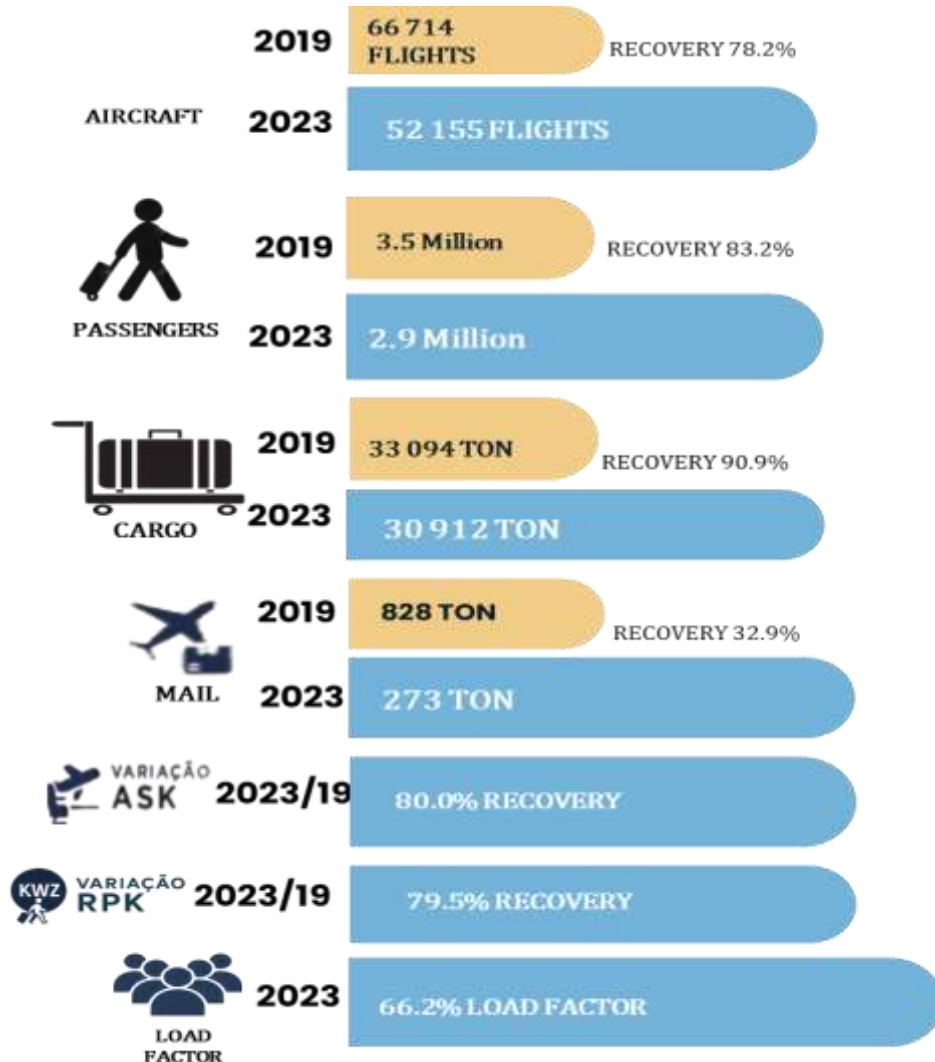 2019
66 714
FLIGHTS
RECOVERY 78.2%
AIRCRAFT
2023
52 155 FLIGHTS
2019
3.5 Million
RECOVERY 83.2%
PASSENGERS
2023
2.9 Million
2019
33 094 TON
RECOVERY 90.9%
CARGO
2023
30 912 TON
2019
828 TON
RECOVERY 32.9%
MAIL
2023
273 TON
VARIAÇÃO
ASK
2023/19
80.0% RECOVERY
KWZ
VARIAÇÃO
RPK
2023/19
79.5% RECOVERY
LOAD
FACTOR
2023
66.2% LOAD FACTOR